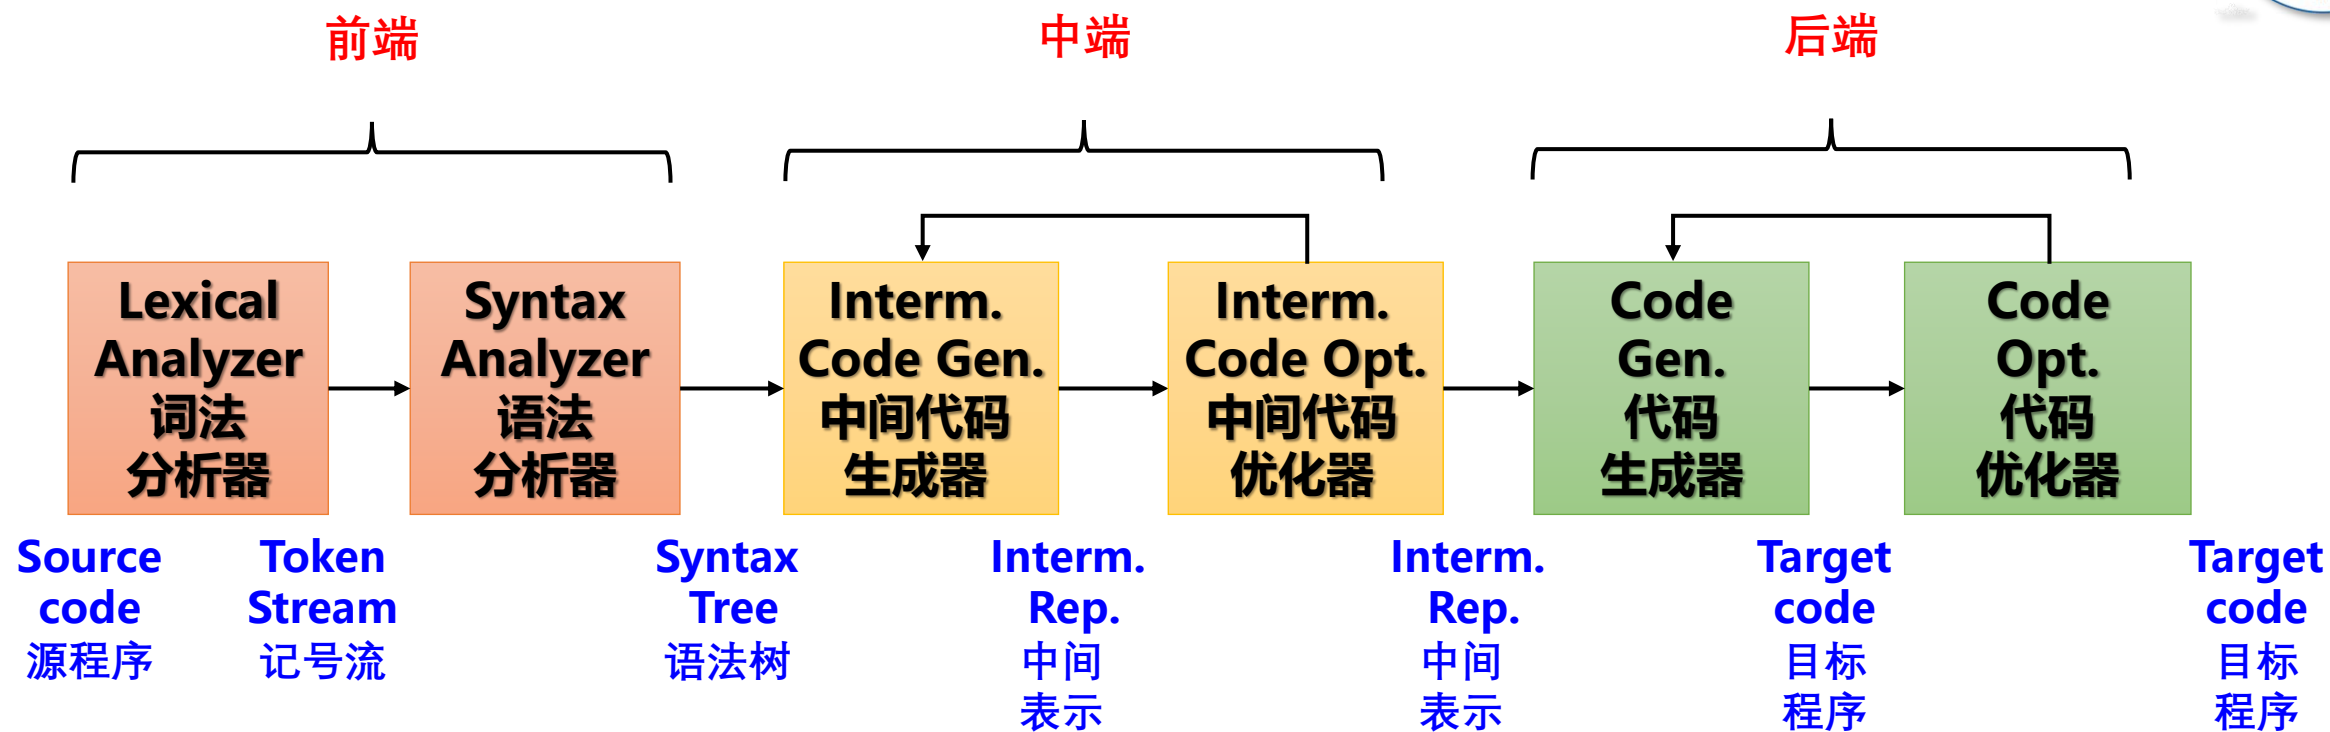 前端
中端
后端
Lexical
Analyzer
词法
分析器
Syntax
Analyzer
语法
分析器
Interm.
Code Gen.
中间代码
生成器
Interm.
Code Opt.
中间代码
优化器
Code
Gen.
代码
生成器
Code
Opt.
代码
优化器
Source
code
源程序
Token
Stream
记号流
Syntax
Tree
语法树
Interm.
Rep.
中间
表示
Interm.
Rep.
中间
表示
Target
code
目标
程序
Target
code
目标
程序